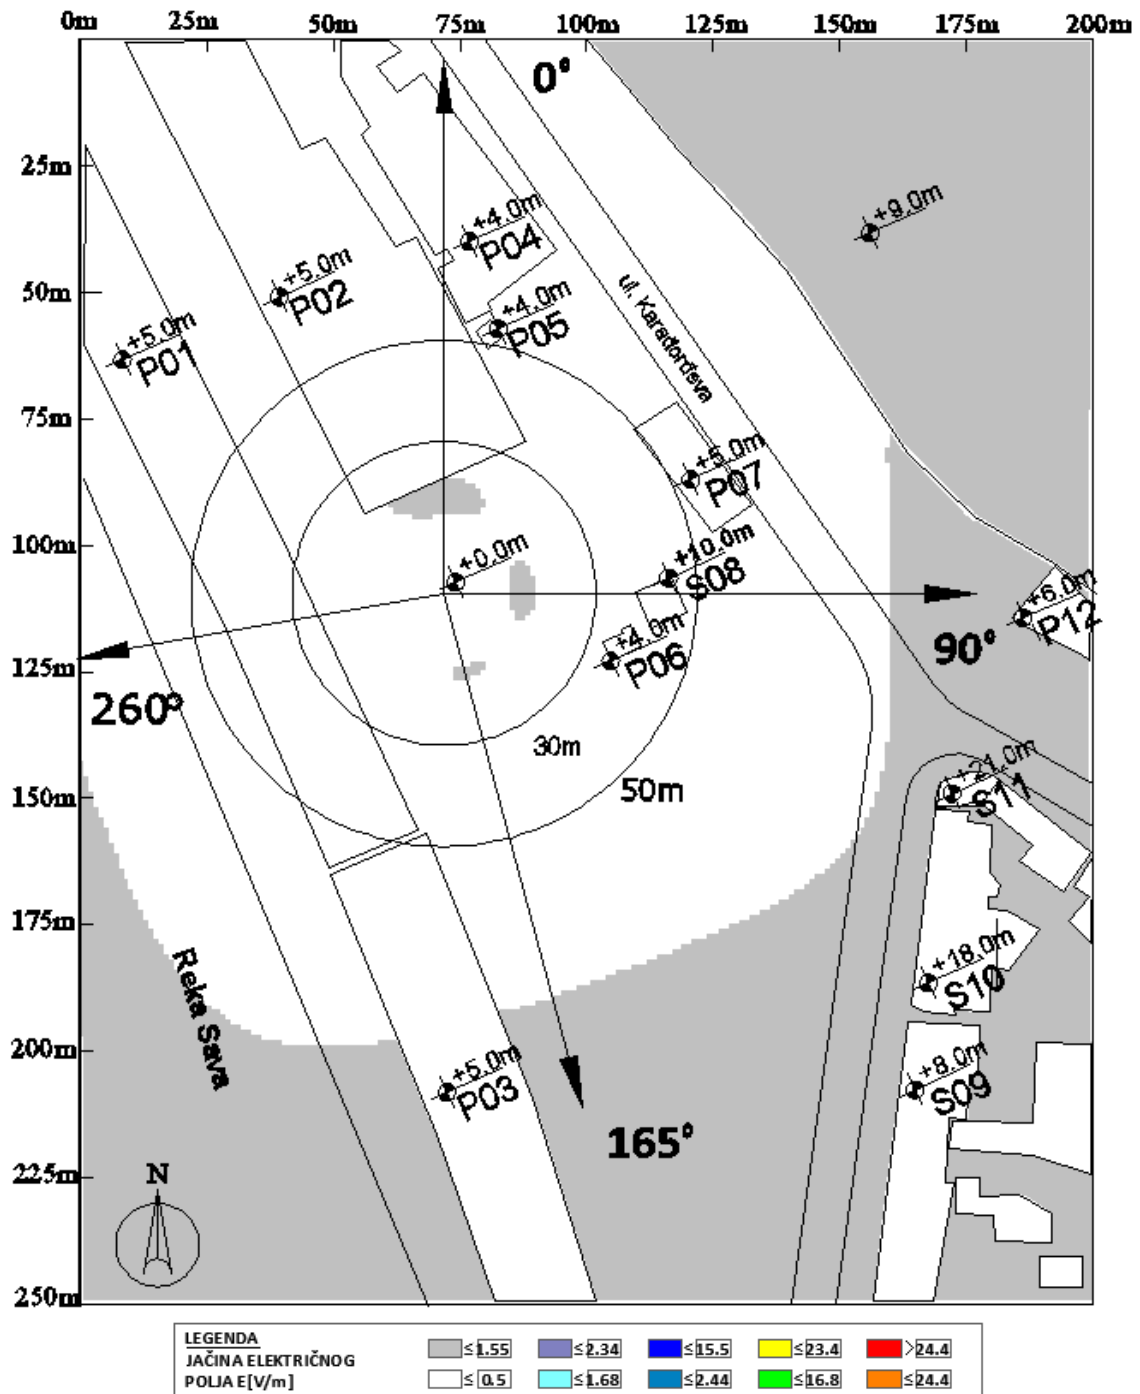 0m 25m 50m 75m 100m 125m 150m 175m 200m
0°
25m
+9.0m
+4.0m
P04
50m
+5.0m
P02
+4.0m
P05
ul. Karađorđeva
+5.0m
P01
75m
+5.0m
P07
100m
+0.0m
+10.0m
S08
+6.0m
P12
90°
125m
+4.0m
P06
260°
30m
50m
150m
+21.0m
S11
175m
Reka Sava
+18.0m
S10
200m
+5.0m
P03
+8.0m
S09
165°
225m
N
250m
LEGENDA
JAČINA ELEKTRIČNOG
POLJA E[V/m]
≤1.55 ≤2.34 ≤15.5 ≤23.4 >24.4
≤ 0.5 ≤1.68 ≤2.44 ≤16.8 ≤24.4